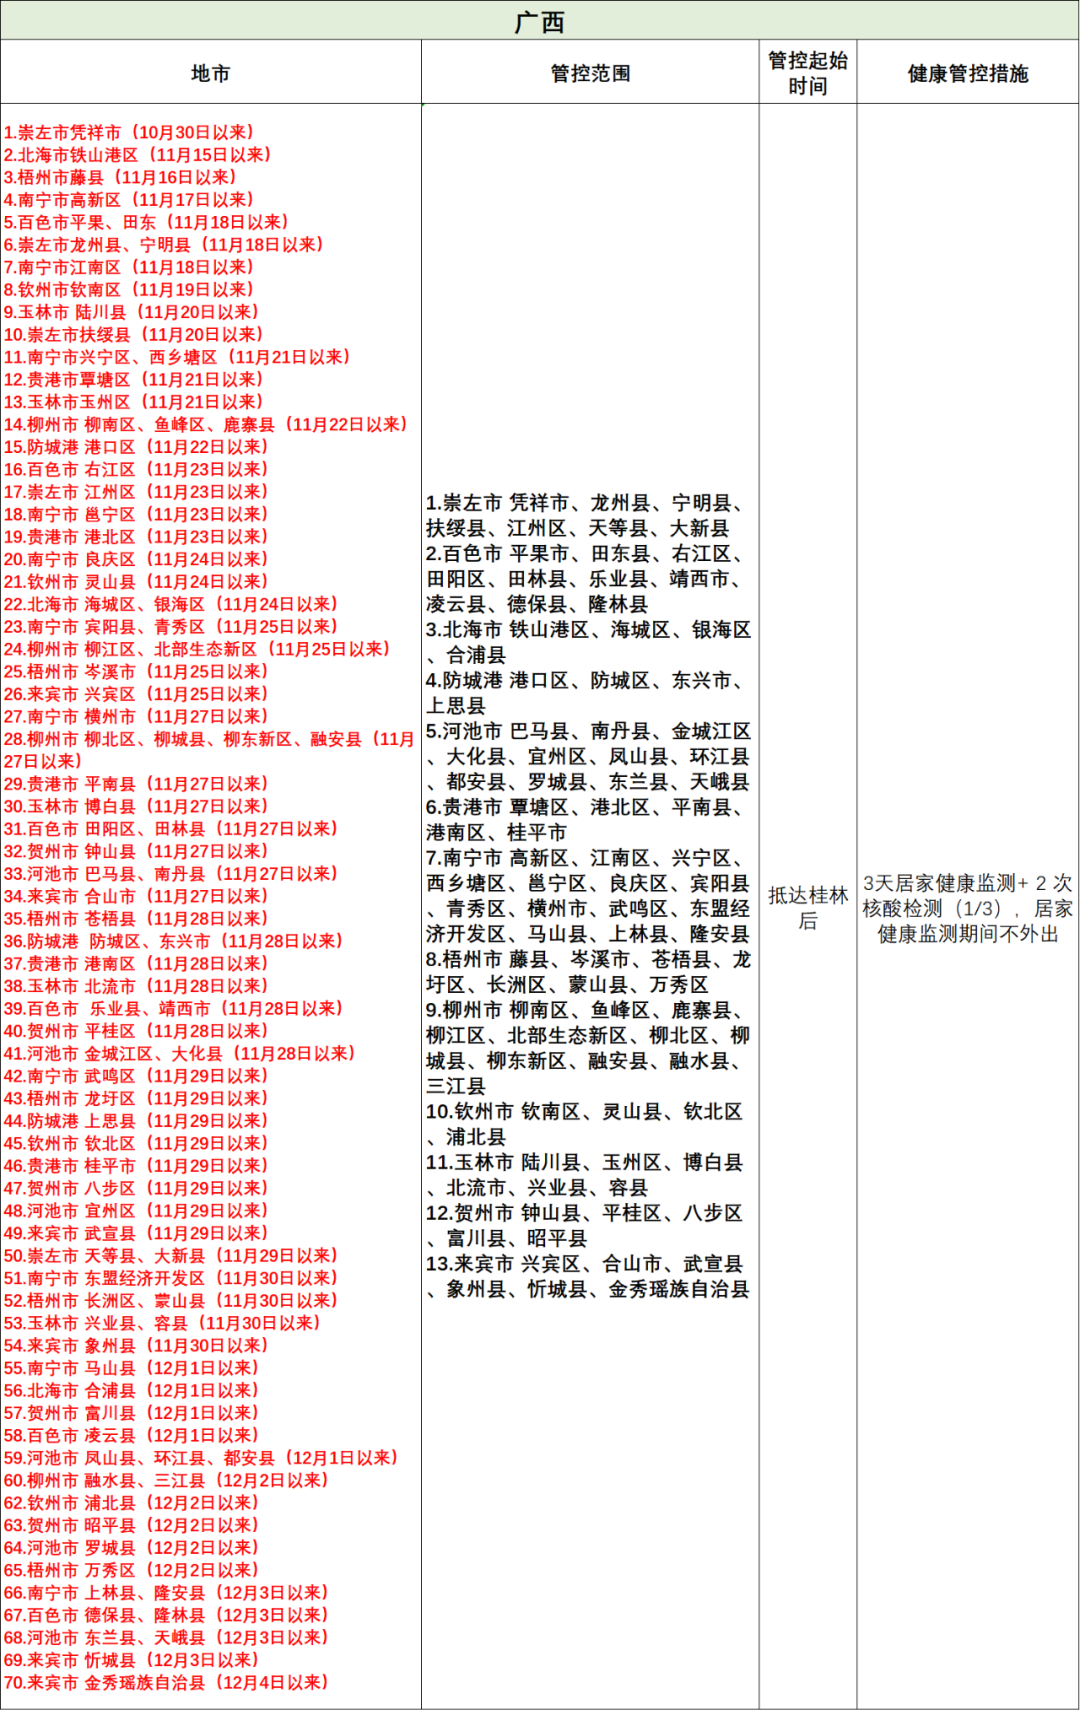 广西
地市
管控范围
管控起始
时间
健康管控措施
1.崇左市凭祥市（10月30日以来）
2.北海市铁山港区（11月15日以来）
3.梧州市藤县（11月16日以来）
4.南宁市高新区（11月17日以来）
5.百色市平果、田东（11月18日以来）
6.崇左市龙州县、宁明县（11月18日以来）
7.南宁市江南区（11月18日以来）
8.钦州市钦南区（11月19日以来）
9.玉林市 陆川县（11月20日以来）
10.崇左市扶绥县（11月20日以来）
11.南宁市兴宁区、西乡塘区（11月21日以来）
12.贵港市覃塘区（11月21日以来）
13.玉林市玉州区（11月21日以来）
14.柳州市 柳南区、鱼峰区、鹿寨县（11月22日以来）
15.防城港 港口区（11月22日以来）
16.百色市 右江区（11月23日以来）
17.崇左市 江州区（11月23日以来）
18.南宁市 邕宁区（11月23日以来）
19.贵港市 港北区（11月23日以来）
20.南宁市 良庆区（11月24日以来）
21.钦州市 灵山县（11月24日以来）
22.北海市 海城区、银海区（11月24日以来）
23.南宁市 宾阳县、青秀区（11月25日以来）
24.柳州市 柳江区、北部生态新区（11月25日以来）
25.梧州市 岑溪市（11月25日以来）
26.来宾市 兴宾区（11月25日以来）
27.南宁市 横州市（11月27日以来）
28.柳州市 柳北区、柳城县、柳东新区、融安县（11月
27日以来）
29.贵港市 平南县（11月27日以来）
30.玉林市 博白县（11月27日以来）
31.百色市 田阳区、田林县（11月27日以来）
32.贺州市 钟山县（11月27日以来）
33.河池市 巴马县、南丹县（11月27日以来）
34.来宾市 合山市（11月27日以来）
35.梧州市 苍梧县（11月28日以来）
36.防城港  防城区、东兴市（11月28日以来）
37.贵港市 港南区（11月28日以来）
38.玉林市 北流市（11月28日以来）
39.百色市  乐业县、靖西市（11月28日以来）
40.贺州市 平桂区（11月28日以来）
41.河池市 金城江区、大化县（11月28日以来）
42.南宁市 武鸣区（11月29日以来）
43.梧州市 龙圩区（11月29日以来）
44.防城港 上思县（11月29日以来）
45.钦州市 钦北区（11月29日以来）
46.贵港市 桂平市（11月29日以来）
47.贺州市 八步区（11月29日以来）
48.河池市 宜州区（11月29日以来）
49.来宾市 武宣县（11月29日以来）
50.崇左市 天等县、大新县（11月29日以来）
51.南宁市 东盟经济开发区（11月30日以来）
52.梧州市 长洲区、蒙山县（11月30日以来）
53.玉林市 兴业县、容县（11月30日以来）
54.来宾市 象州县（11月30日以来）
55.南宁市 马山县（12月1日以来）
56.北海市 合浦县（12月1日以来）
57.贺州市 富川县（12月1日以来）
58.百色市 凌云县（12月1日以来）
59.河池市 凤山县、环江县、都安县（12月1日以来）
60.柳州市 融水县、三江县（12月2日以来）
62.钦州市 浦北县（12月2日以来）
63.贺州市 昭平县（12月2日以来）
64.河池市 罗城县（12月2日以来）
65.梧州市 万秀区（12月2日以来）
66.南宁市 上林县、隆安县（12月3日以来）
67.百色市 德保县、隆林县（12月3日以来）
68.河池市 东兰县、天峨县（12月3日以来）
69.来宾市 忻城县（12月3日以来）
70.来宾市 金秀瑶族自治县（12月4日以来）
1.崇左市 凭祥市、龙州县、宁明县、
扶绥县、江州区、天等县、大新县
2.百色市 平果市、田东县、右江区、
田阳区、田林县、乐业县、靖西市、
凌云县、德保县、隆林县
3.北海市 铁山港区、海城区、银海区
、合浦县
4.防城港 港口区、防城区、东兴市、
上思县
5.河池市 巴马县、南丹县、金城江区
、大化县、宜州区、凤山县、环江县
、都安县、罗城县、东兰县、天峨县
6.贵港市 覃塘区、港北区、平南县、
港南区、桂平市
7.南宁市 高新区、江南区、兴宁区、
西乡塘区、邕宁区、良庆区、宾阳县
、青秀区、横州市、武鸣区、东盟经
济开发区、马山县、上林县、隆安县
8.梧州市 藤县、岑溪市、苍梧县、龙
圩区、长洲区、蒙山县、万秀区
9.柳州市 柳南区、鱼峰区、鹿寨县、
柳江区、北部生态新区、柳北区、柳
城县、柳东新区、融安县、融水县、
三江县
10.钦州市 钦南区、灵山县、钦北区
、浦北县
11.玉林市 陆川县、玉州区、博白县
、北流市、兴业县、容县
12.贺州市 钟山县、平桂区、八步区
、富川县、昭平县
13.来宾市 兴宾区、合山市、武宣县
、象州县、忻城县、金秀瑶族自治县
抵达桂林
后
3天居家健康监测+ 2 次
核酸检测（1/3），居家
健康监测期间不外出